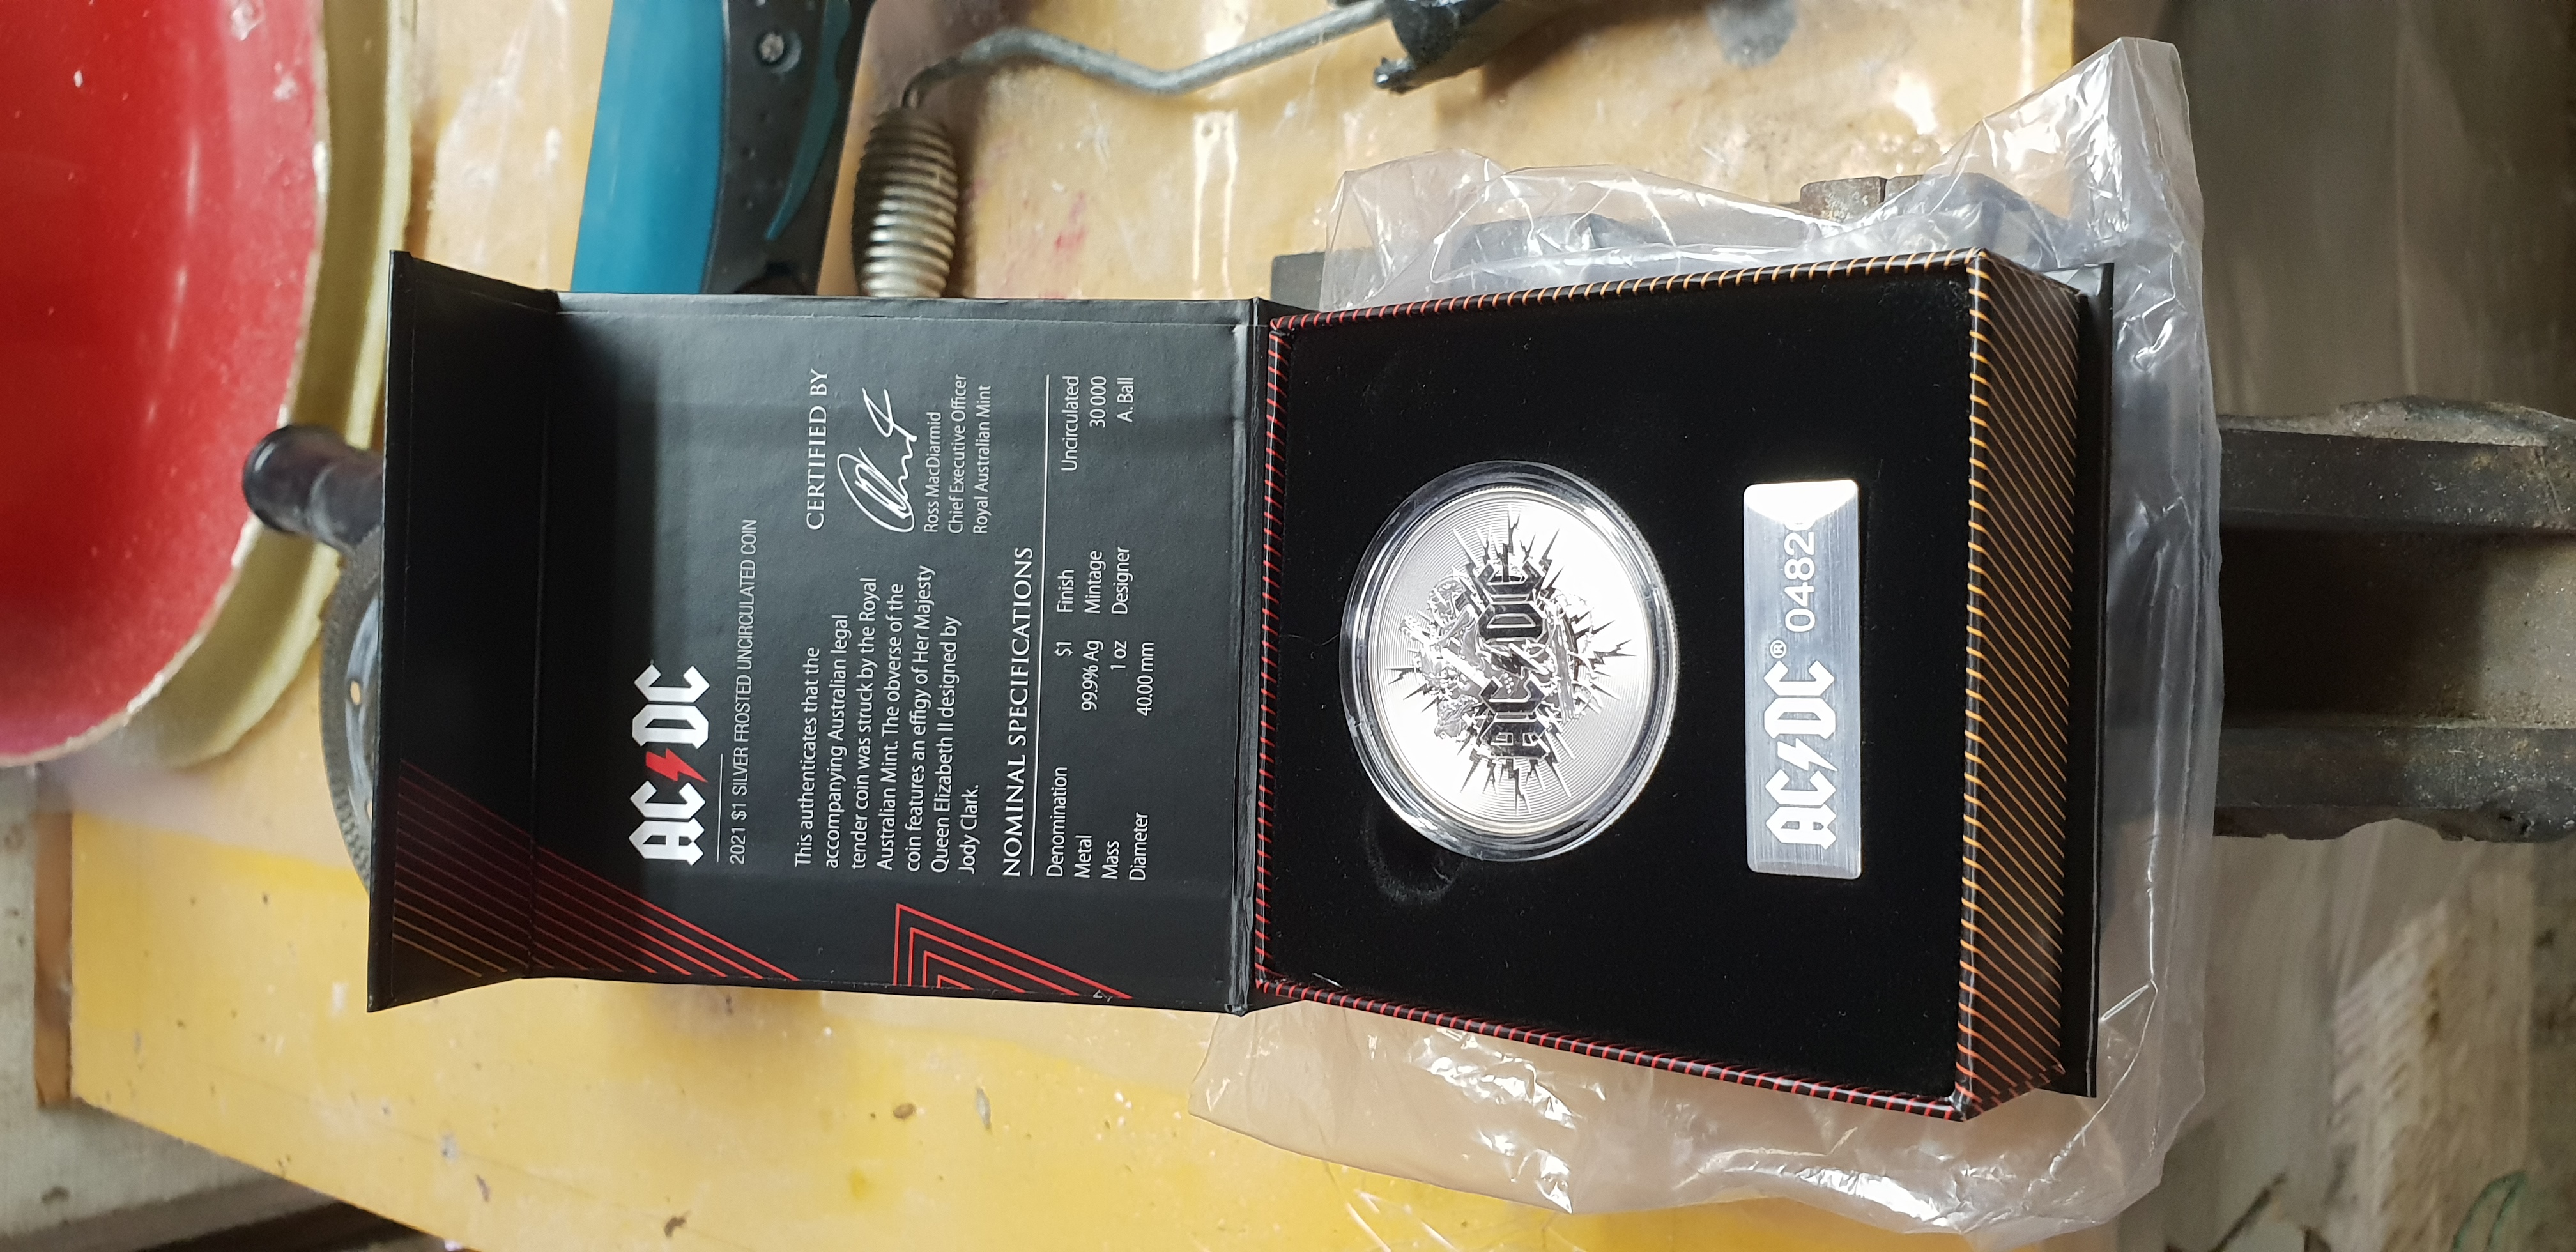 AC/DC
2021 $1 SILVER FROSTED UNCIRCULATED COIN
This authenticates that the
accompanying Australian legal
tender coin was struck by the Royal
Australian Mint. The obverse of the
coin features an effigy of Her Majesty
Queen Elizabeth II designed by
Jody Clark.
CERTIFIED BY
Ross MacDiarmid
Chief Executive Officer
Royal Australian Mint
NOMINAL SPECIFICATIONS
Denomination $1 Finish Uncirculated
Metal 99.9% Ag Mintage 30 000
Mass 1 oz Designer A. Ball
Diameter 40.00 mm
AC/DC
AC/DC® 0482